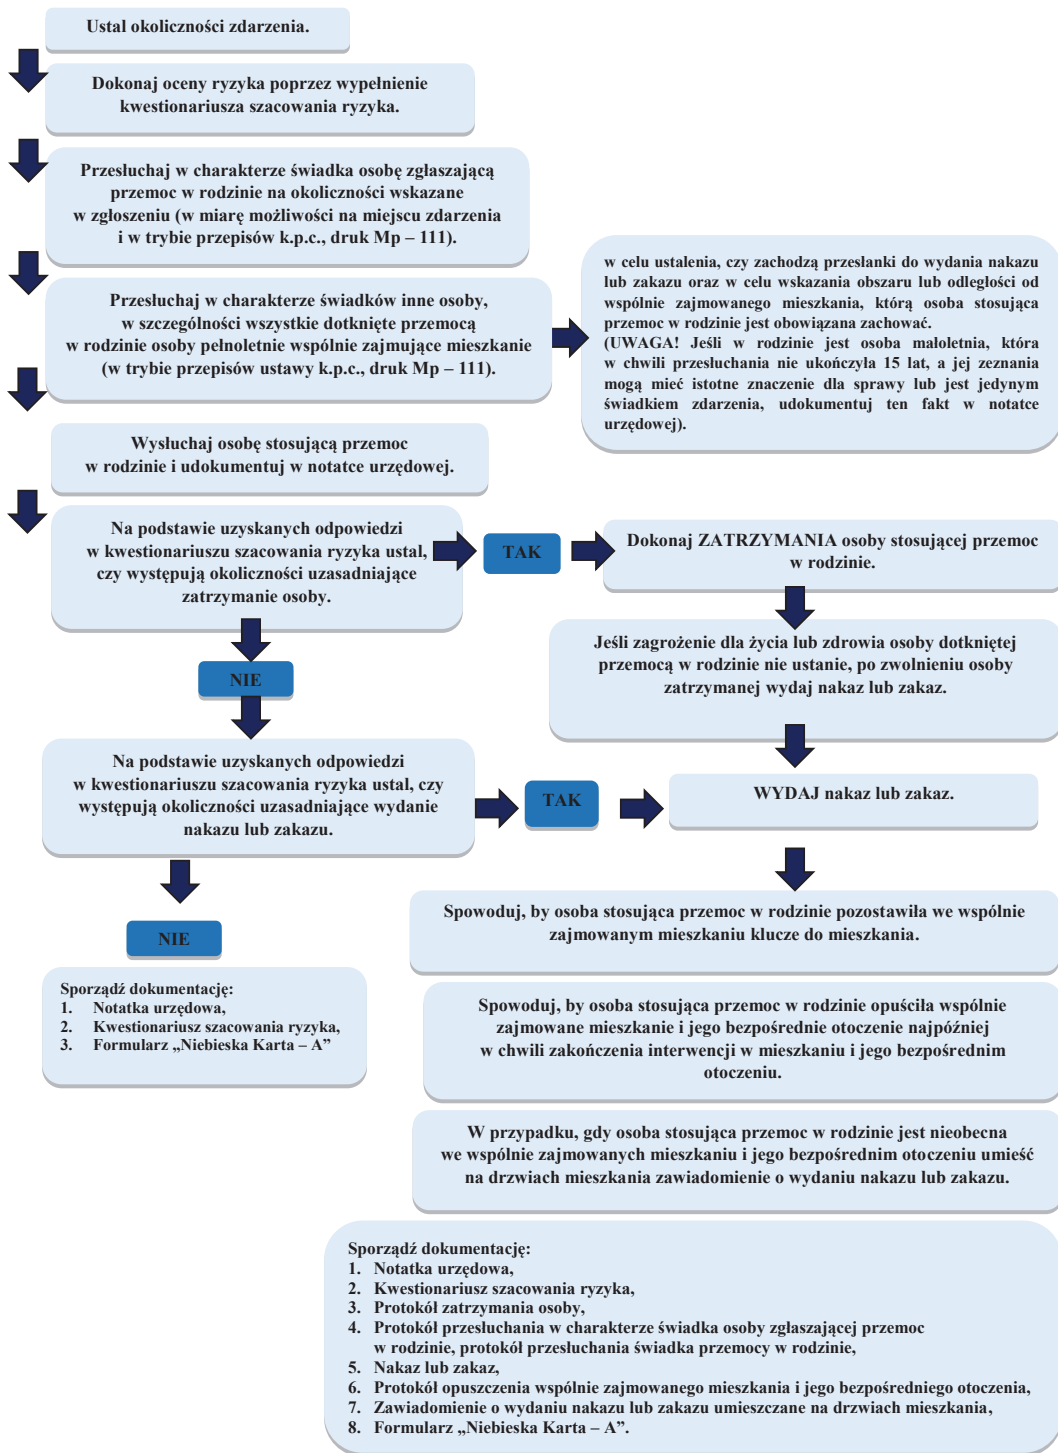 Ustal okoliczności zdarzenia.
Dokonaj oceny ryzyka poprzez wypełnienie
kwestionariusza szacowania ryzyka.
Przesłuchaj w charakterze świadka osobę zgłaszającą
przemoc w rodzinie na okoliczności wskazane
w zgłoszeniu (w miarę możliwości na miejscu zdarzenia
i w trybie przepisów k.p.c., druk Mp – 111).
Przesłuchaj w charakterze świadków inne osoby,
w szczególności wszystkie dotknięte przemocą
w rodzinie osoby pełnoletnie wspólnie zajmujące mieszkanie
(w trybie przepisów ustawy k.p.c., druk Mp – 111).
w celu ustalenia, czy zachodzą przesłanki do wydania nakazu
lub zakazu oraz w celu wskazania obszaru lub odległości od
wspólnie zajmowanego mieszkania, którą osoba stosująca
przemoc w rodzinie jest obowiązana zachować.
(UWAGA! Jeśli w rodzinie jest osoba małoletnia, która
w chwili przesłuchania nie ukończyła 15 lat, a jej zeznania
mogą mieć istotne znaczenie dla sprawy lub jest jedynym
świadkiem zdarzenia, udokumentuj ten fakt w notatce
urzędowej).
Wysłuchaj osobę stosującą przemoc
w rodzinie i udokumentuj w notatce urzędowej.
Na podstawie uzyskanych odpowiedzi
w kwestionariuszu szacowania ryzyka ustal,
czy występują okoliczności uzasadniające
zatrzymanie osoby.
TAK
Dokonaj ZATRZYMANIA osoby stosującej przemoc
w rodzinie.
Jeśli zagrożenie dla życia lub zdrowia osoby dotkniętej
przemocą w rodzinie nie ustanie, po zwolnieniu osoby
zatrzymanej wydaj nakaz lub zakaz.
NIE
Na podstawie uzyskanych odpowiedzi
w kwestionariuszu szacowania ryzyka ustal, czy
występują okoliczności uzasadniające wydanie
nakazu lub zakazu.
TAK
WYDAJ nakaz lub zakaz.
NIE
Sporządź dokumentację:
1. Notatka urzędowa,
2. Kwestionariusz szacowania ryzyka,
3. Formularz „Niebieska Karta – A”
Spowoduj, by osoba stosująca przemoc w rodzinie pozostawiła we wspólnie
zajmowanym mieszkaniu klucze do mieszkania.
Spowoduj, by osoba stosująca przemoc w rodzinie opuściła wspólnie
zajmowane mieszkanie i jego bezpośrednie otoczenie najpóźniej
w chwili zakończenia interwencji w mieszkaniu i jego bezpośrednim
otoczeniu.
W przypadku, gdy osoba stosująca przemoc w rodzinie jest nieobecna
we wspólnie zajmowanych mieszkaniu i jego bezpośrednim otoczeniu umieść
na drzwiach mieszkania zawiadomienie o wydaniu nakazu lub zakazu.
Sporządź dokumentację:
1. Notatka urzędowa,
2. Kwestionariusz szacowania ryzyka,
3. Protokół zatrzymania osoby,
4. Protokół przesłuchania w charakterze świadka osoby zgłaszającej przemoc
w rodzinie, protokół przesłuchania świadka przemocy w rodzinie,
5. Nakaz lub zakaz,
6. Protokół opuszczenia wspólnie zajmowanego mieszkania i jego bezpośredniego otoczenia,
7. Zawiadomienie o wydaniu nakazu lub zakazu umieszczane na drzwiach mieszkania,
8. Formularz „Niebieska Karta – A”.